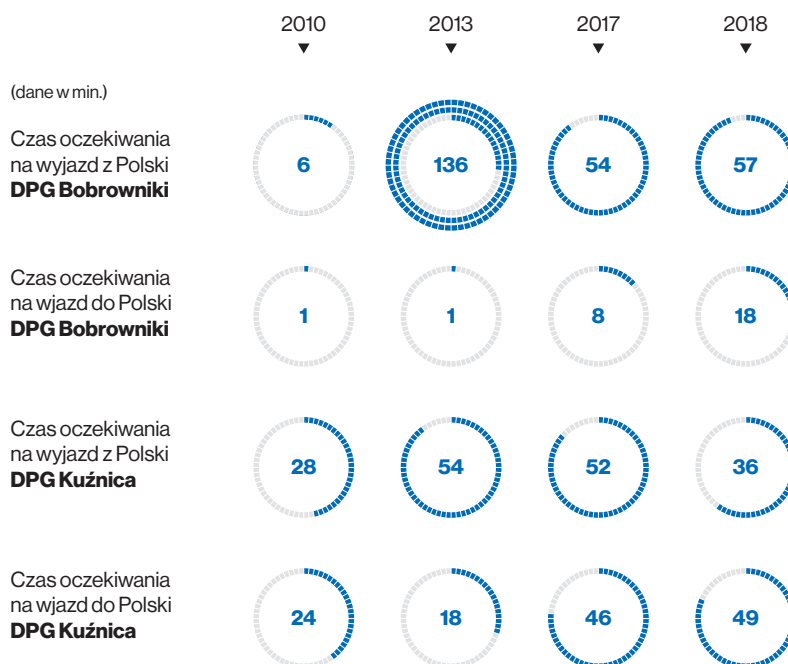 2010 2013 2017 2018
(dane w min.)
Czas oczekiwania
na wyjazd z Polski
DPG Bobrowniki
6 136 54 57
Czas oczekiwania
na wjazd do Polski
DPG Bobrowniki
1 1 8 18
Czas oczekiwania
na wyjazd z Polski
DPG Kuźnica
28 54 52 36
Czas oczekiwania
na wjazd do Polski
DPG Kuźnica
24 18 46 49